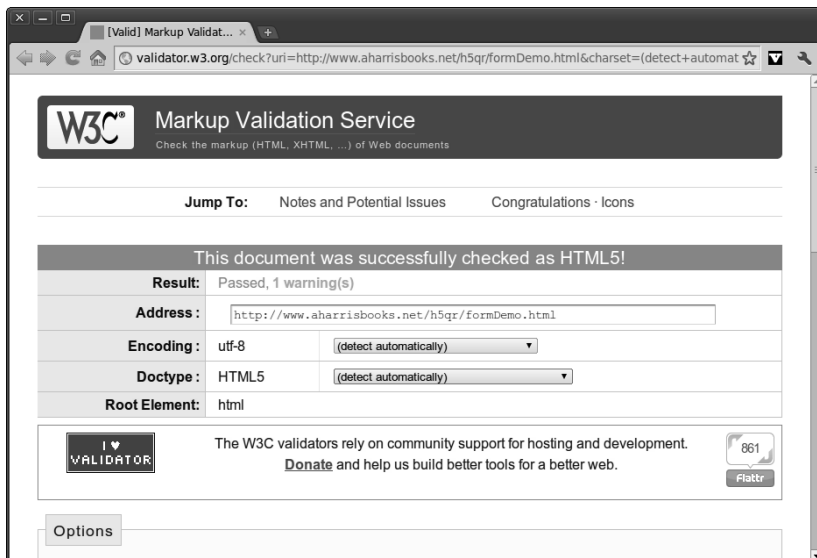 [Valid] Markup Validat... ×
validator.w3.org/check?uri=http://www.aharrisbooks.net/h5qr/formDemo.html&charset=(detect+automat
W3C®
Markup Validation Service
Check the markup (HTML, XHTML, ...) of Web documents
Jump To: Notes and Potential Issues Congratulations · Icons
This document was successfully checked as HTML5!
Result: Passed, 1 warning(s)
Address : http://www.aharrisbooks.net/h5qr/formDemo.html
Encoding : utf-8 (detect automatically)
Doctype : HTML5 (detect automatically)
Root Element: html
I ♥
VALIDATOR
The W3C validators rely on community support for hosting and development.
Donate and help us build better tools for a better web.
861
Flattr
Options